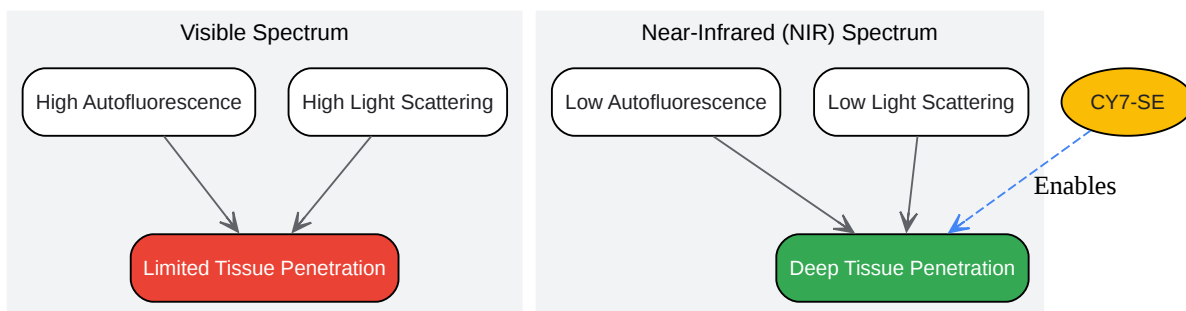 Visible Spectrum
High Autofluorescence
High Light Scattering
Limited Tissue Penetration
Near-Infrared (NIR) Spectrum
Low Autofluorescence
Low Light Scattering
CY7-SE
Enables
Deep Tissue Penetration